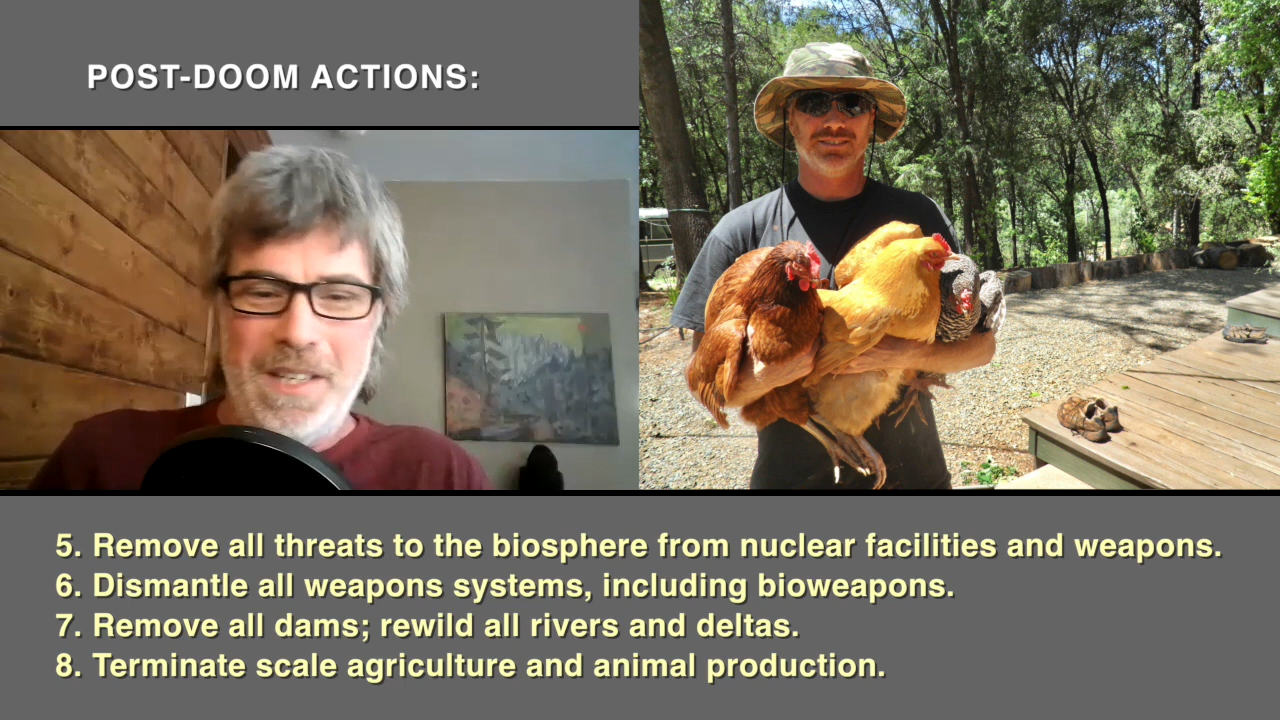 POST-DOOM ACTIONS:
5. Remove all threats to the biosphere from nuclear facilities and weapons.
6. Dismantle all weapons systems, including bioweapons.
7. Remove all dams; rewild all rivers and deltas.
8. Terminate scale agriculture and animal production.